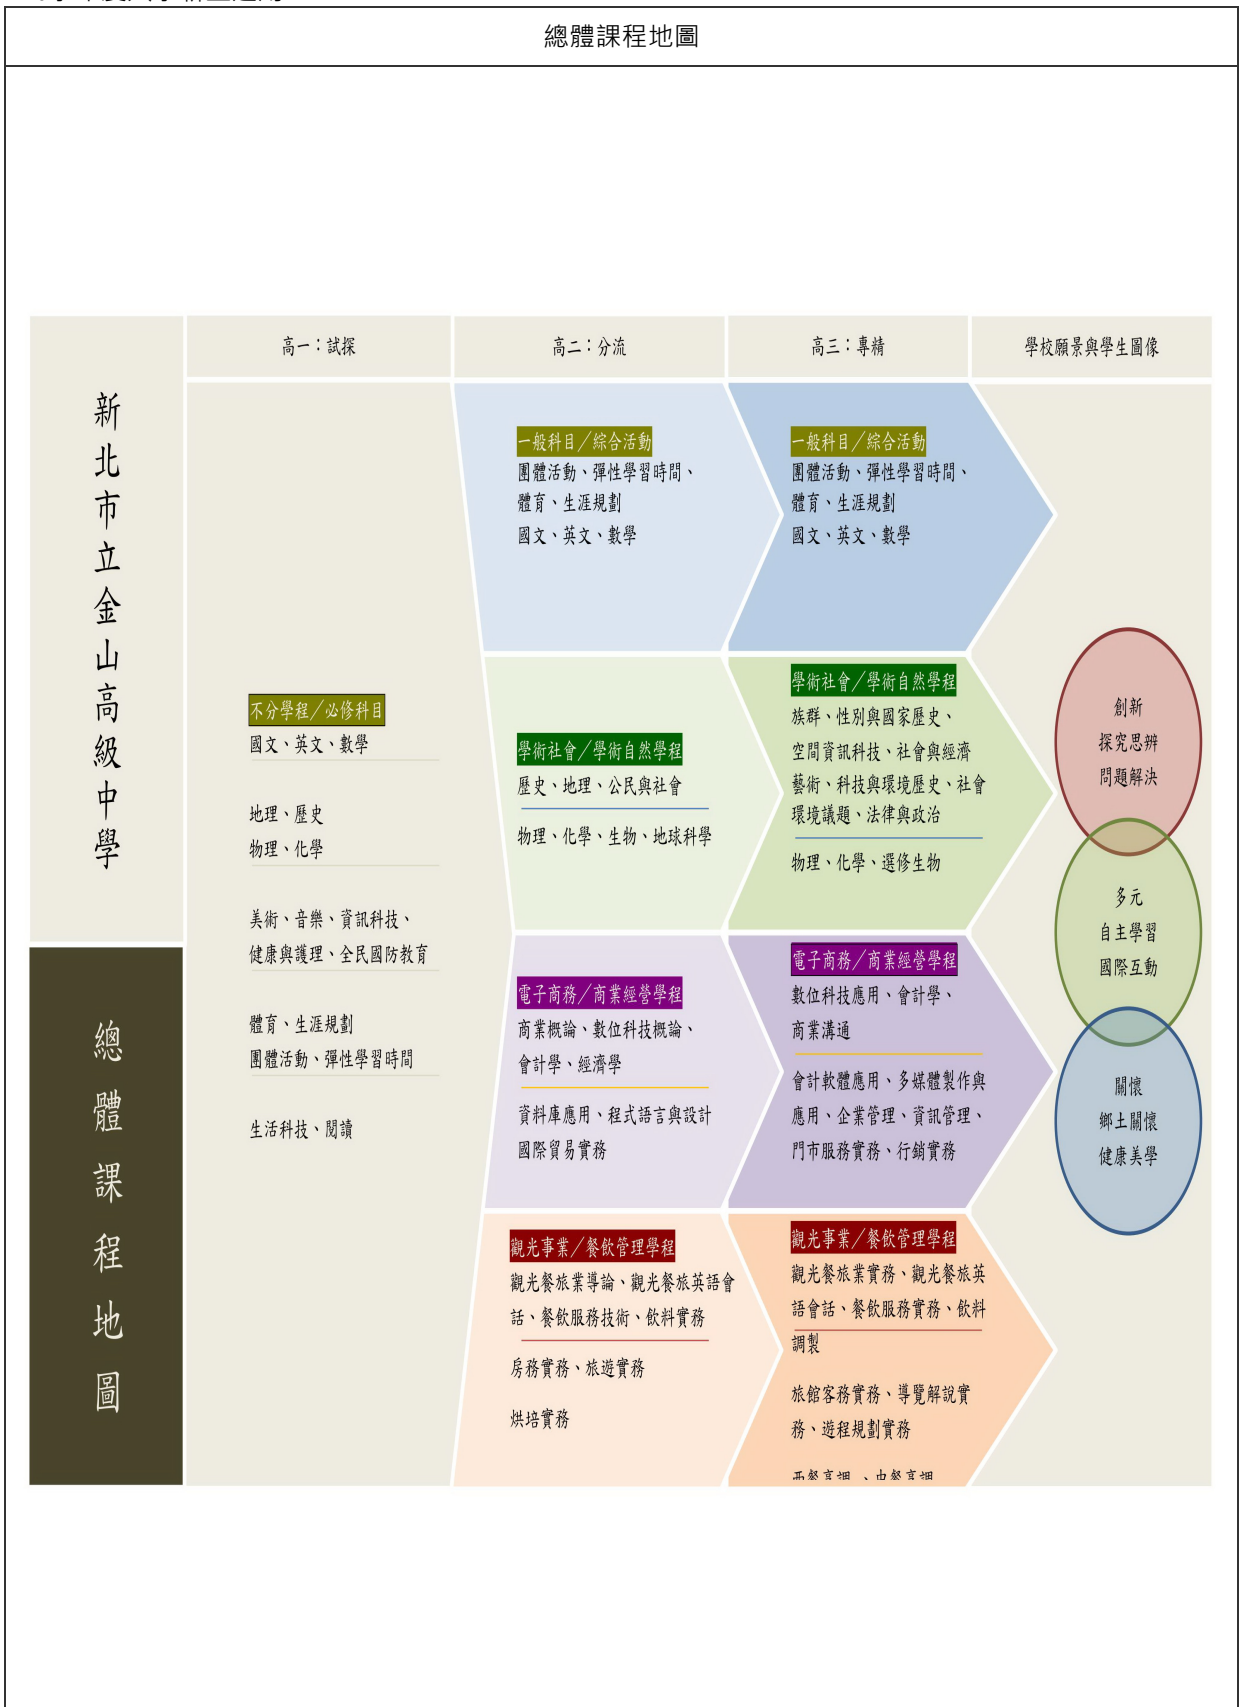 總體課程地圖
新北市立金山高級中學
總體課程地圖
高一：試探
高二：分流
高三：專精
學校願景與學生圖像
不分學程／必修科目
國文、英文、數學
地理、歷史
物理、化學
美術、音樂、資訊科技、
健康與護理、全民國防教育
體育、生涯規劃
團體活動、彈性學習時間
生活科技、閱讀
一般科目／綜合活動
團體活動、彈性學習時間、
體育、生涯規劃
國文、英文、數學
學術社會／學術自然學程
歷史、地理、公民與社會
物理、化學、生物、地球科學
電子商務／商業經營學程
商業概論、數位科技概論、
會計學、經濟學
資料庫應用、程式語言與設計
國際貿易實務
觀光事業／餐飲管理學程
觀光餐旅業導論、觀光餐旅英語會
話、餐飲服務技術、飲料實務
房務實務、旅遊實務
烘培實務
一般科目／綜合活動
團體活動、彈性學習時間、
體育、生涯規劃
國文、英文、數學
學術社會／學術自然學程
族群、性別與國家歷史、
空間資訊科技、社會與經濟
藝術、科技與環境歷史、社會
環境議題、法律與政治
物理、化學、選修生物
電子商務／商業經營學程
數位科技應用、會計學、
商業溝通
會計軟體應用、多媒體製作與
應用、企業管理、資訊管理、
門市服務實務、行銷實務
觀光事業／餐飲管理學程
觀光餐旅業實務、觀光餐旅英
語會話、餐飲服務實務、飲料
調製
旅館客務實務、導覽解說實
務、遊程規劃實務
西餐烹調、中餐烹調
創新
探究思辨
問題解決
多元
自主學習
國際互動
關懷
鄉土關懷
健康美學